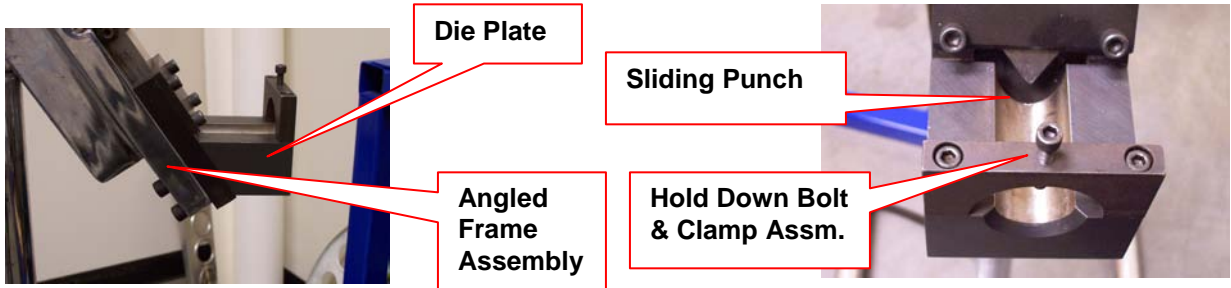 Die Plate
Sliding Punch
Angled
Frame
Assembly
Hold Down Bolt
& Clamp Assm.